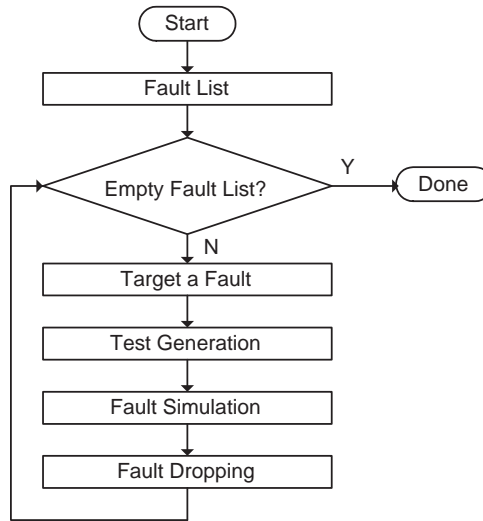 Start
Fault List
Empty Fault List?
Y
Done
N
Target a Fault
Test Generation
Fault Simulation
Fault Dropping